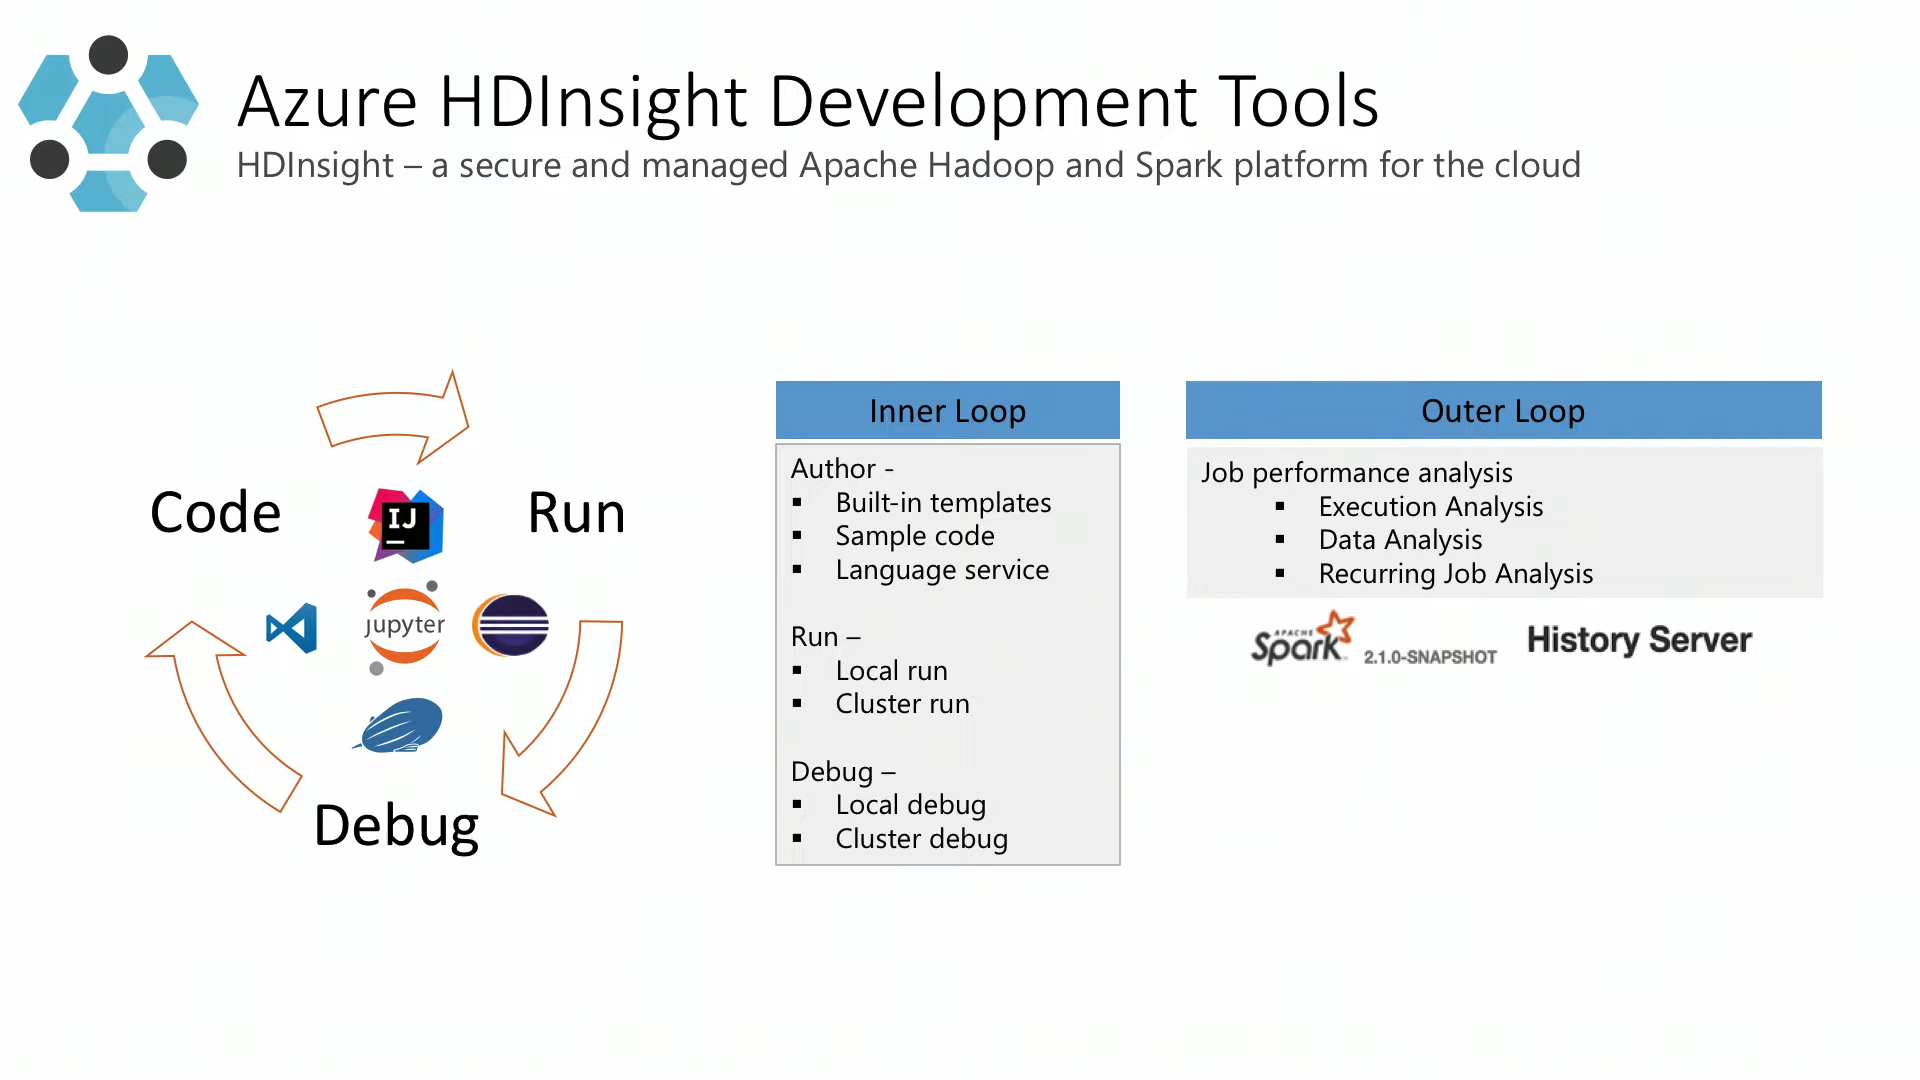 Azure HDInsight Development Tools
HDInsight – a secure and managed Apache Hadoop and Spark platform for the cloud
Code
Run
Debug
IJ
jupyter
Inner Loop
Author -
▪ Built-in templates
▪ Sample code
▪ Language service
Run –
▪ Local run
▪ Cluster run
Debug –
▪ Local debug
▪ Cluster debug
Outer Loop
Job performance analysis
▪ Execution Analysis
▪ Data Analysis
▪ Recurring Job Analysis
APACHE
Spark™ 2.1.0-SNAPSHOT History Server